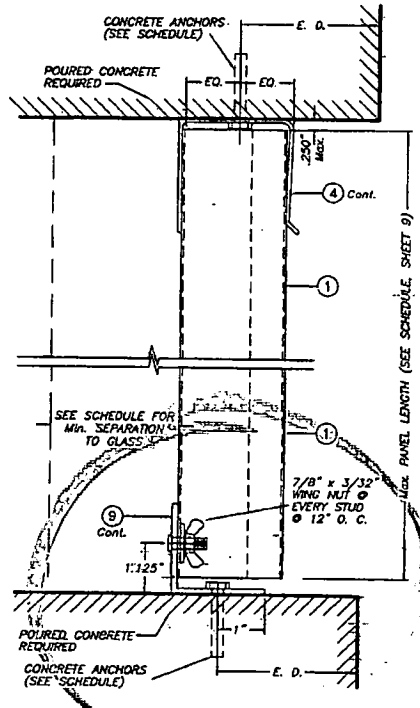 CONCRETE ANCHORS
(SEE SCHEDULE)
E. D.
POURED CONCRETE
REQUIRED
EQ. EQ.
.250"
Max.
4 Cont.
1
Max. PANEL LENGTH (SEE SCHEDULE, SHEET 9)
SEE SCHEDULE FOR
Min. SEPARATION
TO GLASS
1
7/8" x 3/32"
WING NUT @
EVERY STUD
@ 12" O. C.
9
Cont.
1.125"
1"
POURED CONCRETE
REQUIRED
E. D.
CONCRETE ANCHORS
(SEE SCHEDULE)